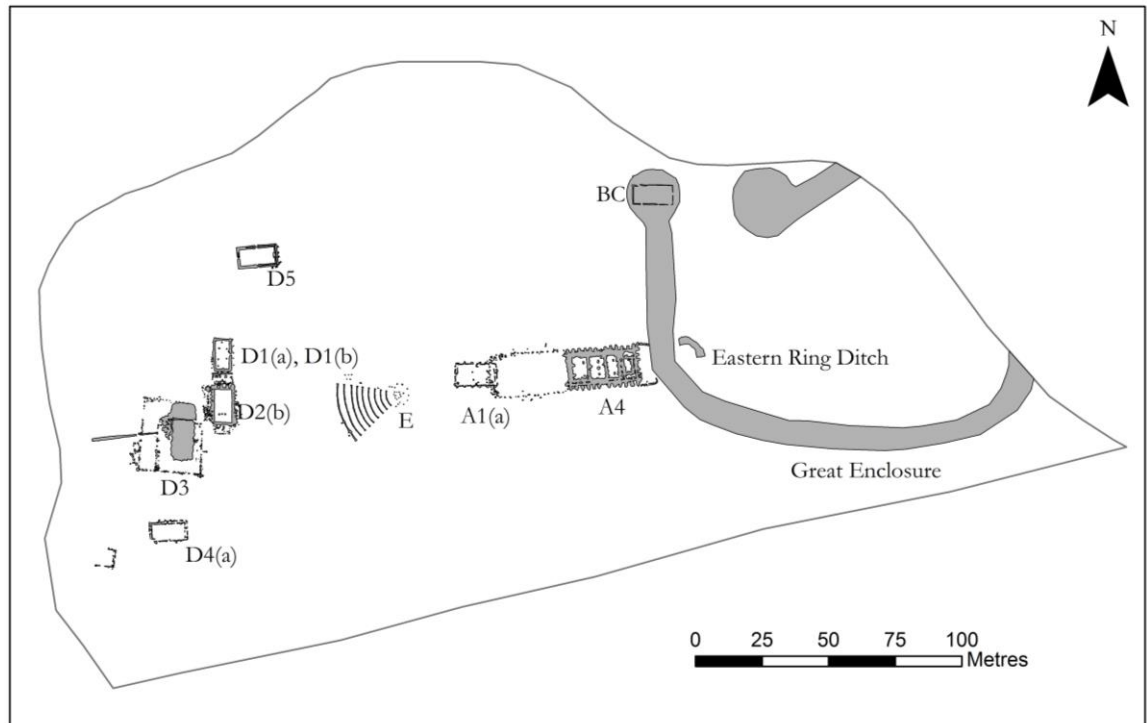 N
BC
D5
D1(a), D1(b)
Eastern Ring Ditch
D2(b)
E
A1(a)
A4
Great Enclosure
D3
D4(a)
0 25 50 75 100
Metres